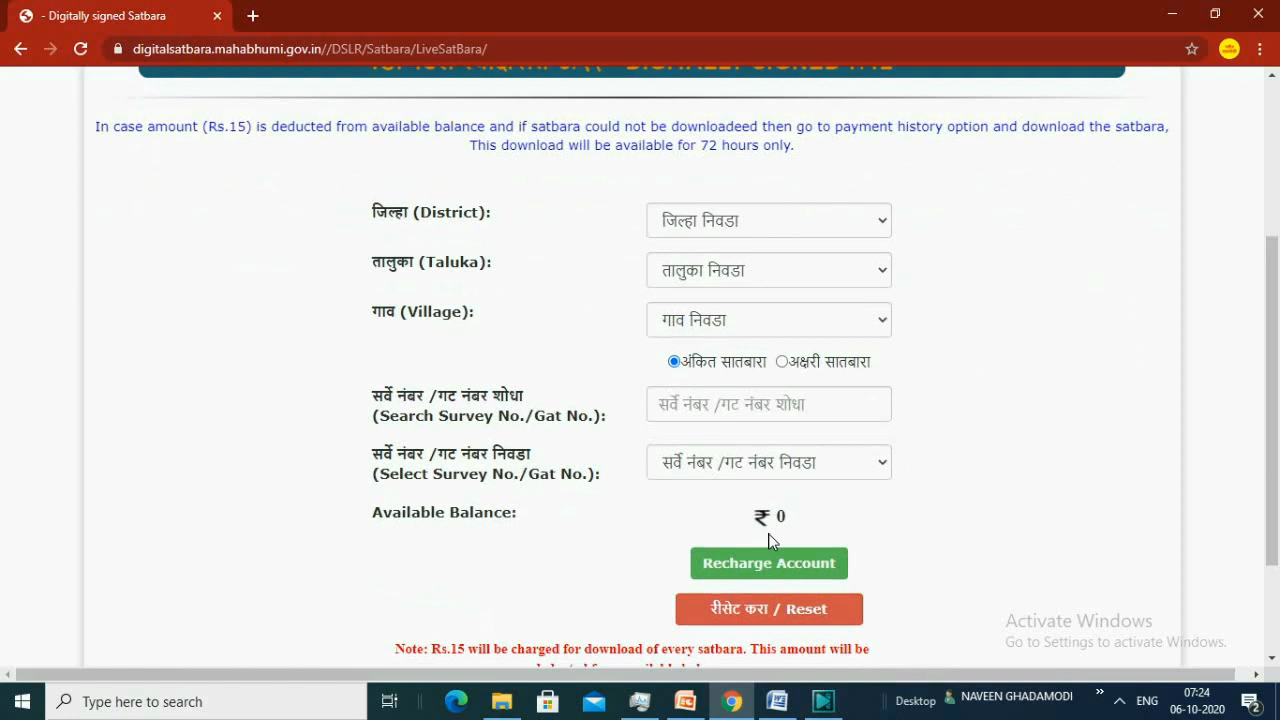 - Digitally signed Satbara
digitalsatbara.mahabhumi.gov.in//DSLR/Satbara/LiveSatBara/
In case amount (Rs.15) is deducted from available balance and if satbara could not be downloadeed then go to payment history option and download the satbara,
This download will be available for 72 hours only.
जिल्हा (District):
जिल्हा निवडा
तालुका (Taluka):
तालुका निवडा
गाव (Village):
गाव निवडा
अंकित सातबारा अक्षरी सातबारा
सर्वे नंबर /गट नंबर शोधा
(Search Survey No./Gat No.):
सर्वे नंबर /गट नंबर शोधा
सर्वे नंबर /गट नंबर निवडा
(Select Survey No./Gat No.):
सर्वे नंबर /गट नंबर निवडा
Available Balance:
₹ 0
Recharge Account
रीसेट करा / Reset
Note: Rs.15 will be charged for download of every satbara. This amount will be
Activate Windows
Go to Settings to activate Windows.
Type here to search
Desktop
NAVEEN GHADAMODI
ENG
07:24
06-10-2020
2